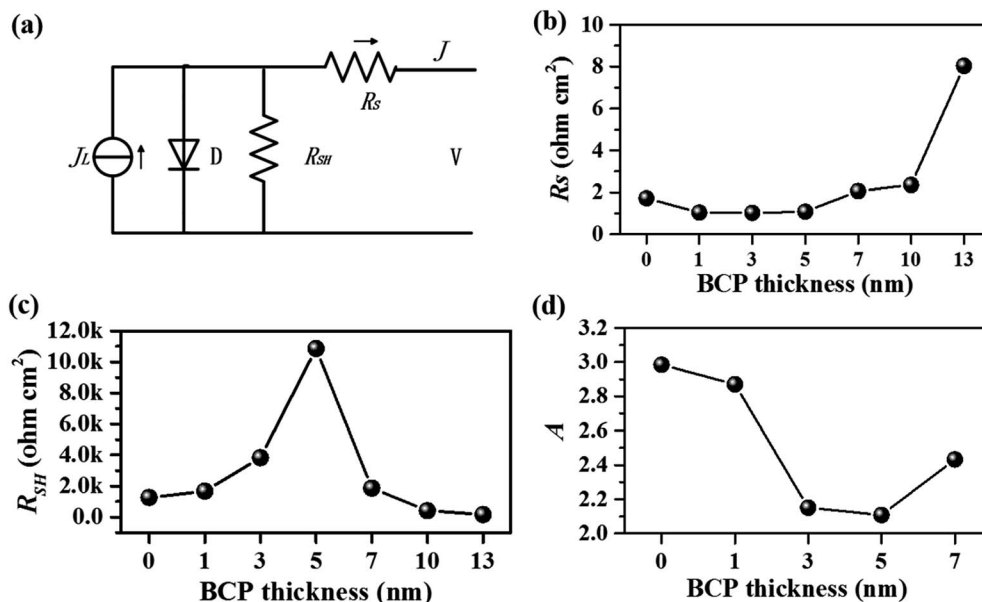 (a)
J
Rs
JL
D
RSH
V
(b)
Rs (ohm cm²)
10
8
6
4
2
0
0 1 3 5 7 10 13
BCP thickness (nm)
(c)
RSH (ohm cm²)
12.0k
10.0k
8.0k
6.0k
4.0k
2.0k
0.0
0 1 3 5 7 10 13
BCP thickness (nm)
(d)
A
3.2
3.0
2.8
2.6
2.4
2.2
2.0
0 1 3 5 7
BCP thickness (nm)